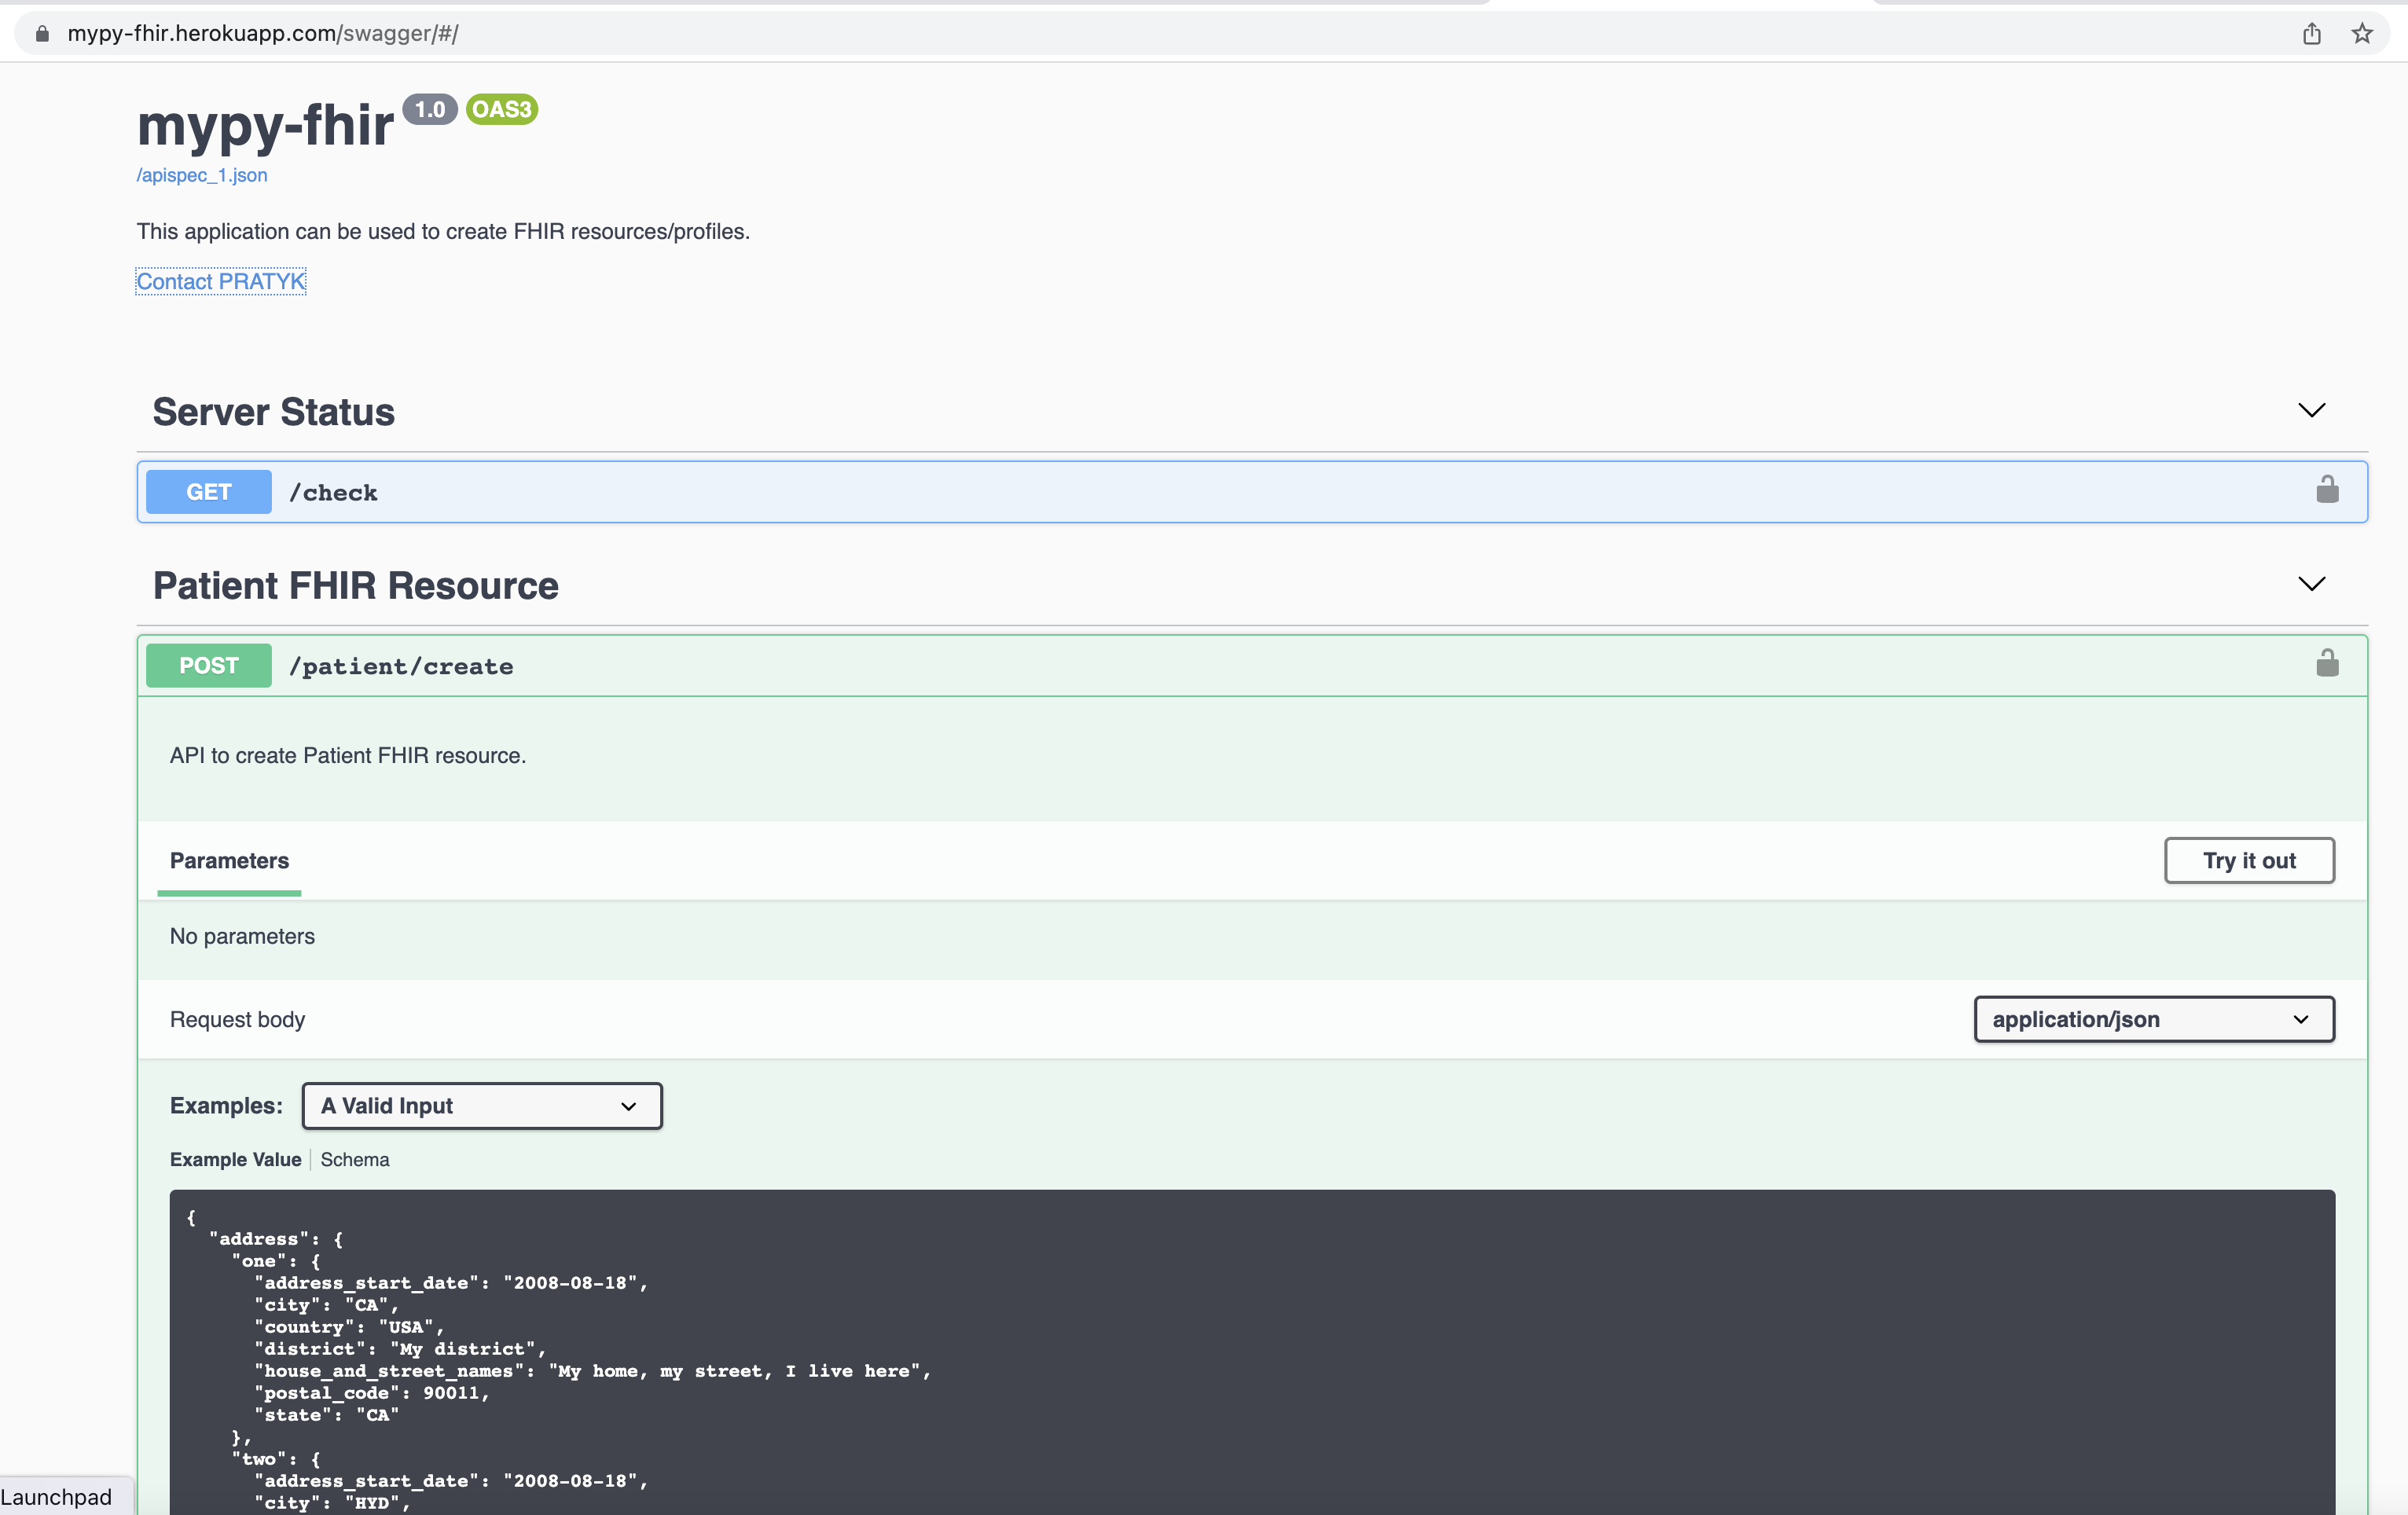 mypy-fhir.herokuapp.com/swagger/#/
mypy-fhir 1.0 OAS3
/apispec_1.json
This application can be used to create FHIR resources/profiles.
Contact PRATYK
Server Status
GET /check
Patient FHIR Resource
POST /patient/create
API to create Patient FHIR resource.
Parameters Try it out
No parameters
Request body application/json
Examples: A Valid Input
Example Value Schema
{
"address": {
"one": {
"address_start_date": "2008-08-18",
"city": "CA",
"country": "USA",
"district": "My district",
"house_and_street_names": "My home, my street, I live here",
"postal_code": 90011,
"state": "CA"
},
"two": {
"address_start_date": "2008-08-18",
"city": "HYD",
Launchpad